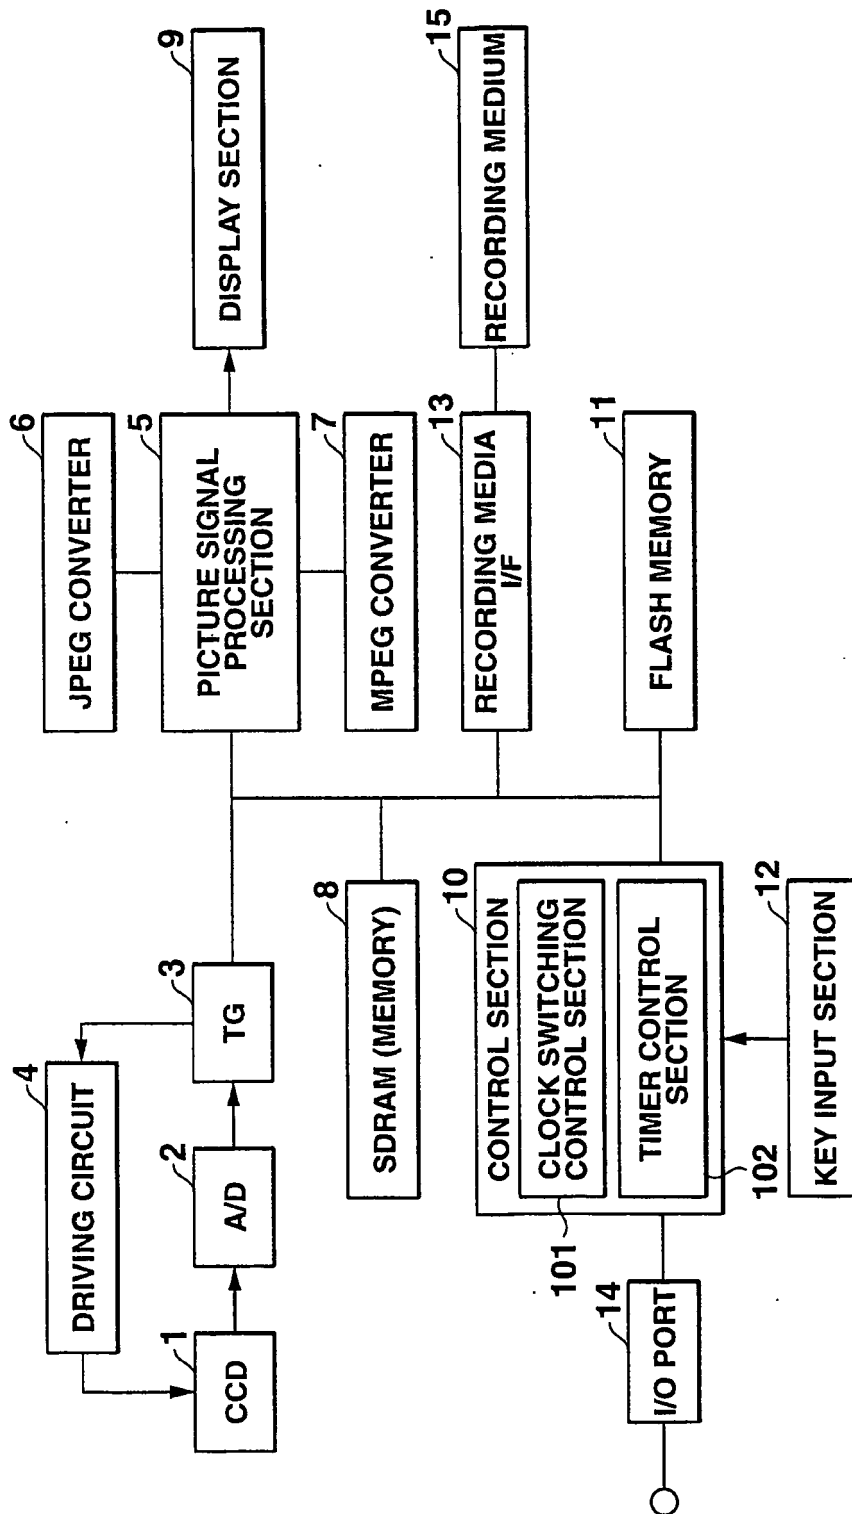 4
DRIVING CIRCUIT
1
CCD
2
A/D
3
TG
6
JPEG CONVERTER
5
PICTURE SIGNAL
PROCESSING
SECTION
9
DISPLAY SECTION
7
MPEG CONVERTER
8
SDRAM (MEMORY)
13
RECORDING MEDIA
I/F
15
RECORDING MEDIUM
10
CONTROL SECTION
CLOCK SWITCHING
CONTROL SECTION
101
TIMER CONTROL
SECTION
102
11
FLASH MEMORY
14
I/O PORT
12
KEY INPUT SECTION